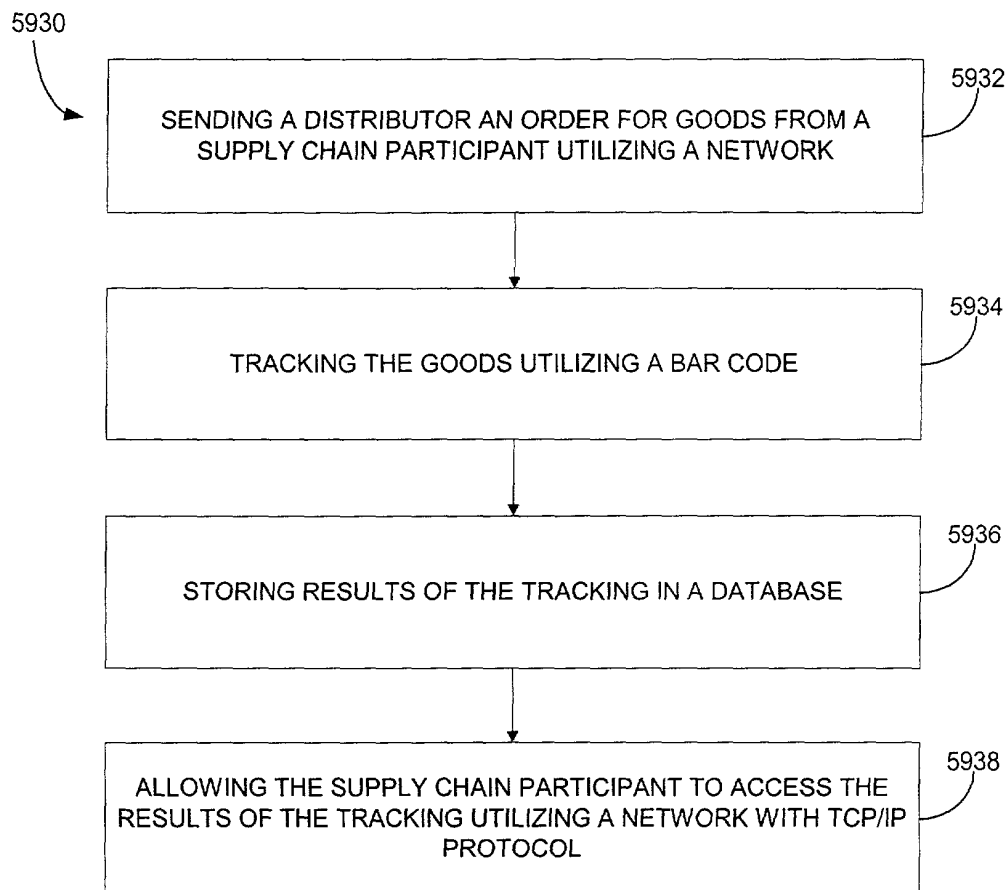 5930
5932
SENDING A DISTRIBUTOR AN ORDER FOR GOODS FROM A
SUPPLY CHAIN PARTICIPANT UTILIZING A NETWORK
5934
TRACKING THE GOODS UTILIZING A BAR CODE
5936
STORING RESULTS OF THE TRACKING IN A DATABASE
5938
ALLOWING THE SUPPLY CHAIN PARTICIPANT TO ACCESS THE
RESULTS OF THE TRACKING UTILIZING A NETWORK WITH TCP/IP
PROTOCOL